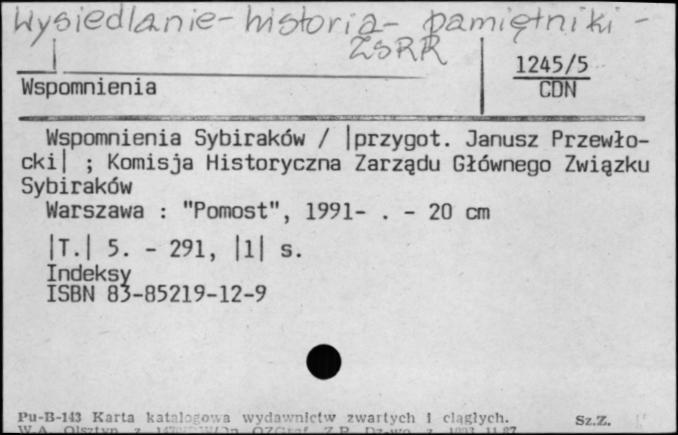 Wysiedlanie - historia - pamiętniki -
ZSRR
1245/5
CDN
Wspomnienia
Wspomnienia Sybiraków / |przygot. Janusz Przewło-
cki| ; Komisja Historyczna Zarządu Głównego Związku
Sybiraków
Warszawa : "Pomost", 1991- . - 20 cm
|T.| 5. - 291, |1| s.
Indeksy
ISBN 83-85219-12-9
Pu-B-143 Karta katalogowa wydawnictw zwartych i ciągłych. Sz.Z.
W.A. Olsztyn z.